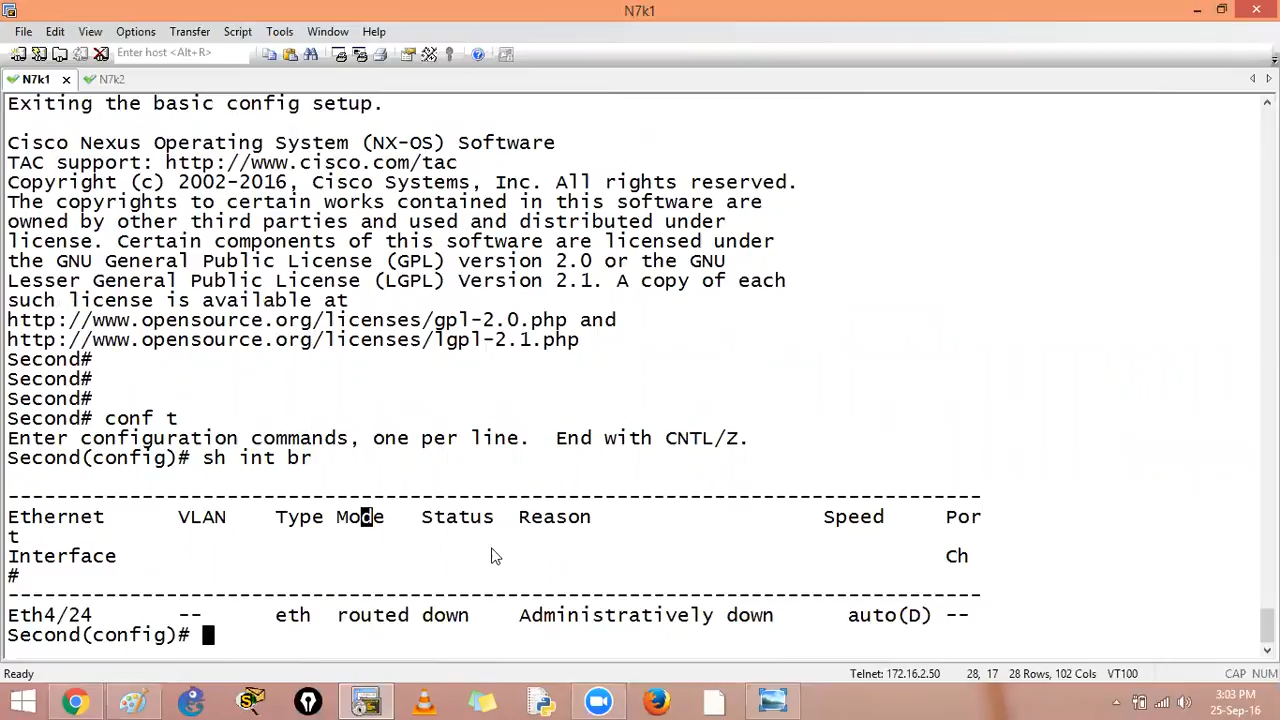 N7k1
File Edit View Options Transfer Script Tools Window Help
Enter host <Alt+R>
N7k1 N7k2
Exiting the basic config setup.
Cisco Nexus Operating System (NX-OS) Software
TAC support: http://www.cisco.com/tac
Copyright (c) 2002-2016, Cisco Systems, Inc. All rights reserved.
The copyrights to certain works contained in this software are
owned by other third parties and used and distributed under
license. Certain components of this software are licensed under
the GNU General Public License (GPL) version 2.0 or the GNU
Lesser General Public License (LGPL) Version 2.1. A copy of each
such license is available at
http://www.opensource.org/licenses/gpl-2.0.php and
http://www.opensource.org/licenses/lgpl-2.1.php
Second#
Second#
Second#
Second# conf t
Enter configuration commands, one per line. End with CNTL/Z.
Second(config)# sh int br
--------------------------------------------------------------------------------
Ethernet VLAN Type Mode Status Reason Speed Por
t
Interface Ch
#
--------------------------------------------------------------------------------
Eth4/24 -- eth routed down Administratively down auto(D) --
Second(config)#
Ready Telnet: 172.16.2.50 28, 17 28 Rows, 102 Cols VT100 CAP NUM
3:03 PM
25-Sep-16